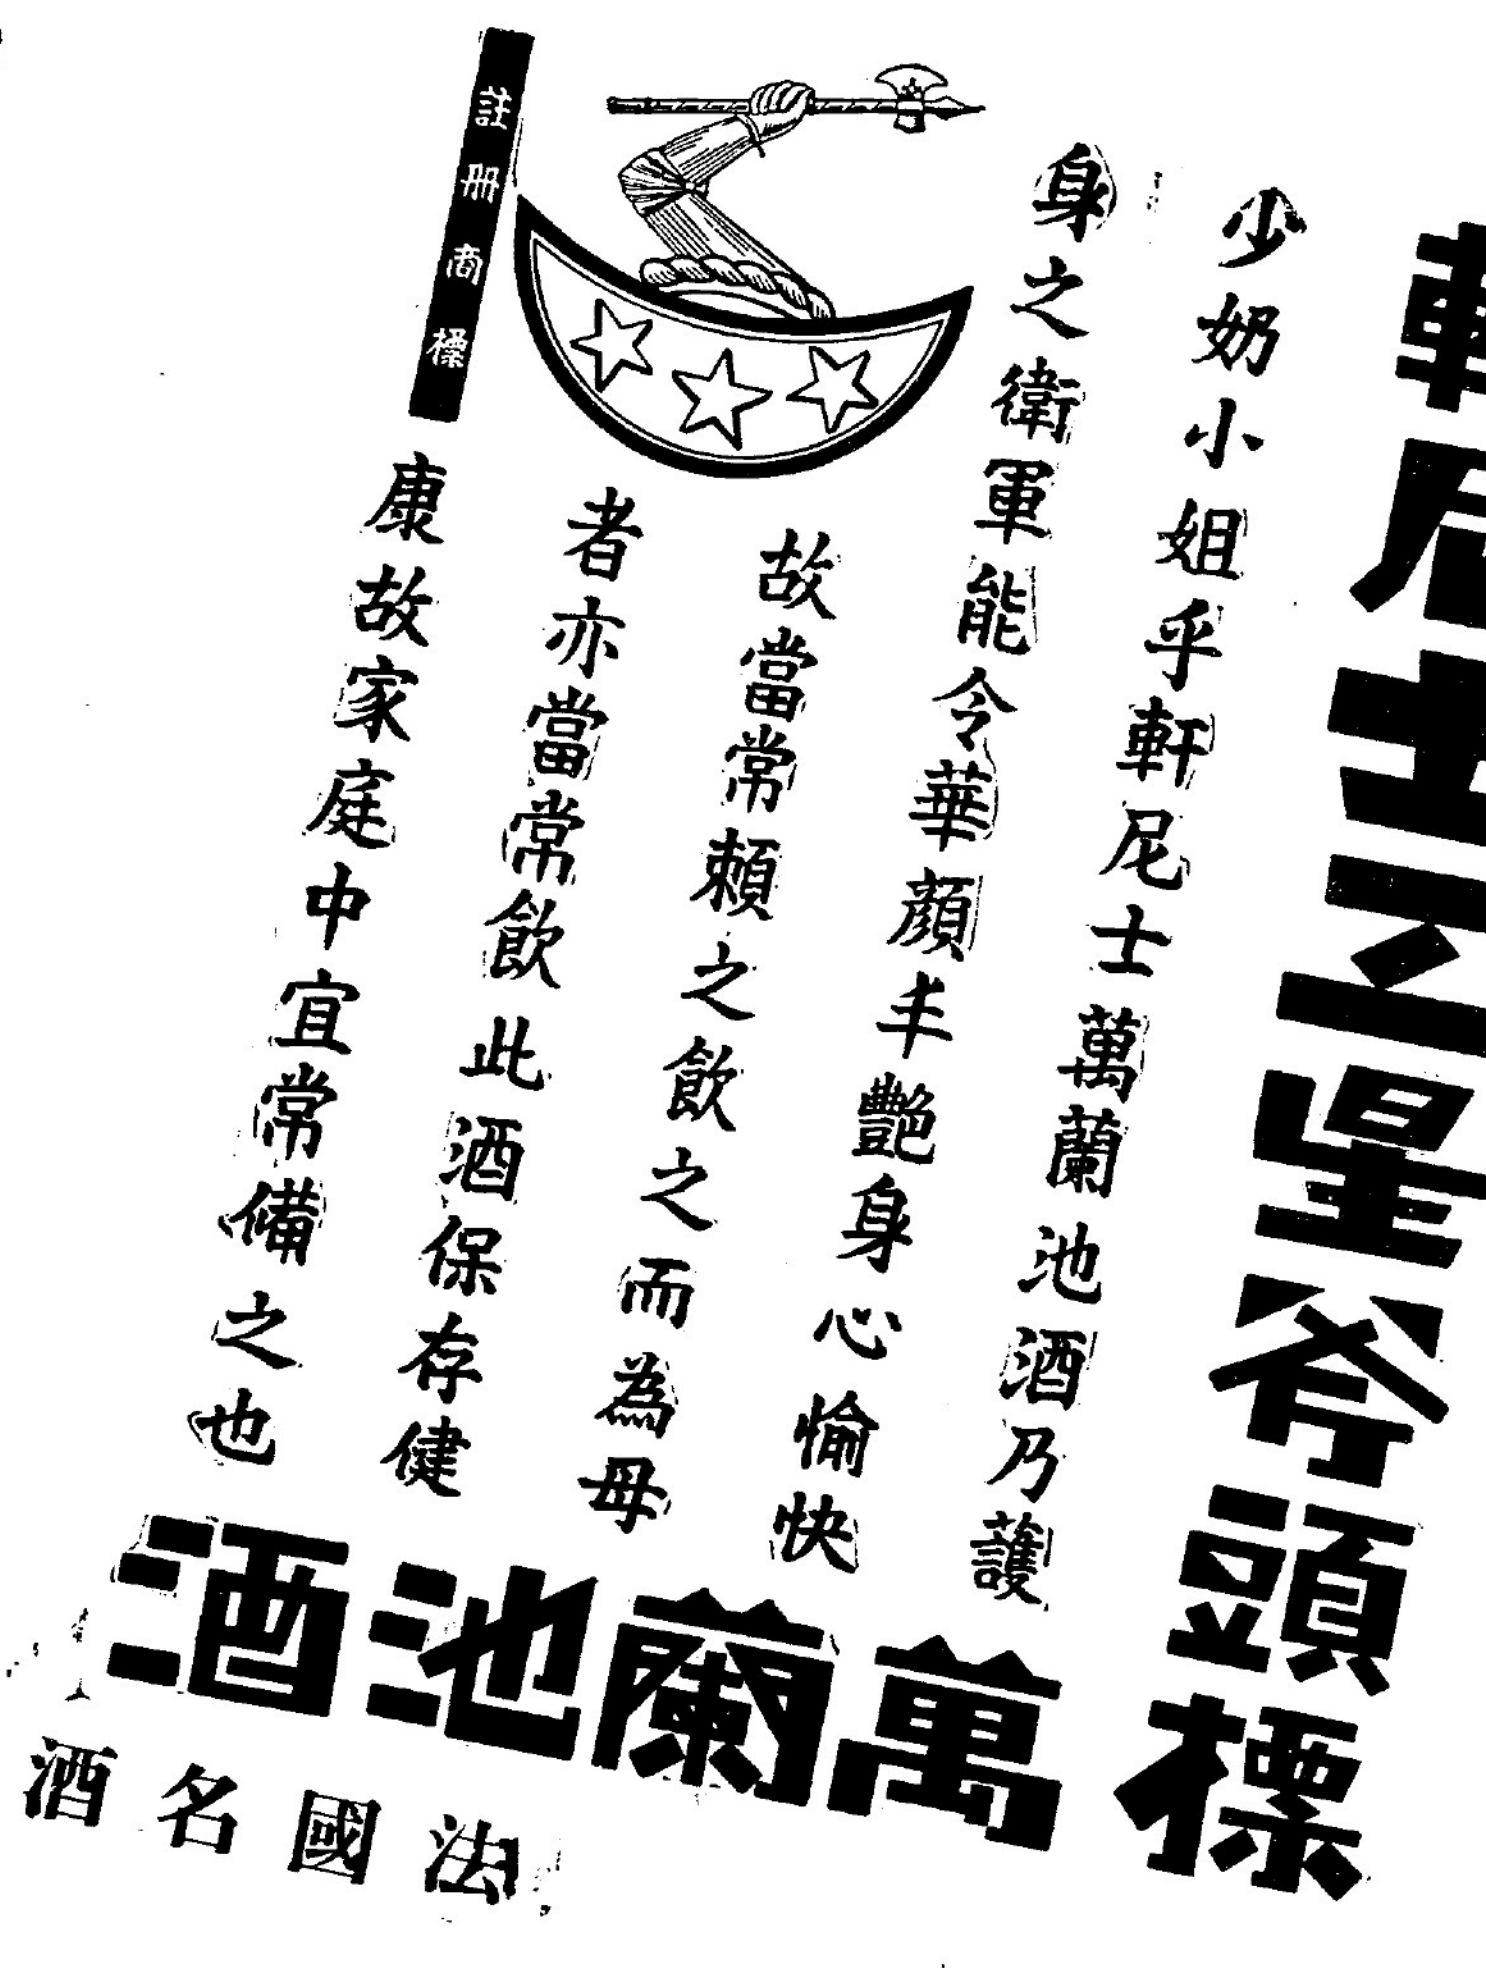 軒尼士三星斧頭標
少奶小姐乎軒尼士萬蘭池酒乃護
身之衛軍能令華顏丰艷身心愉快
故當常賴之飲之而為母
者亦當常飲此酒保存健
康故家庭中宜常備之也
註冊商標
萬蘭池酒
法國名酒